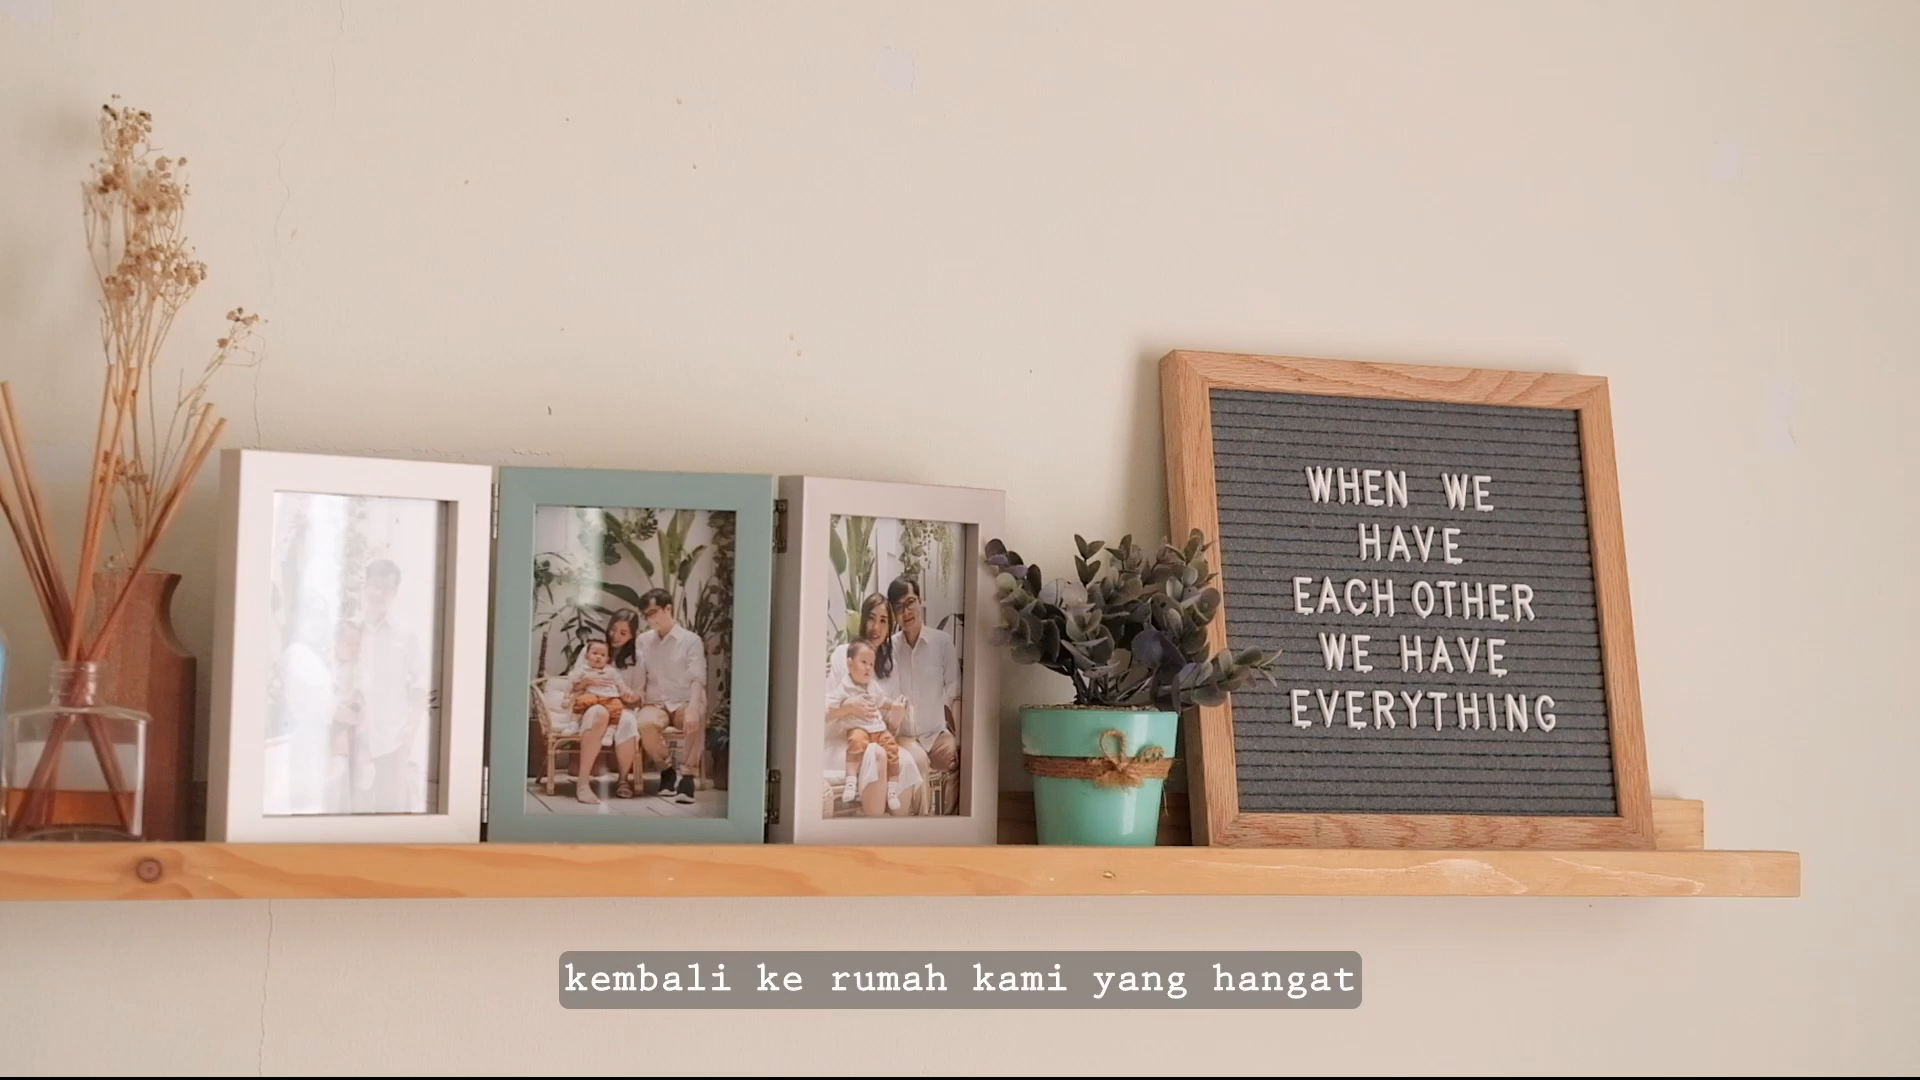 WHEN WE
HAVE
EACH OTHER
WE HAVE
EVERYTHING
kembali ke rumah kami yang hangat